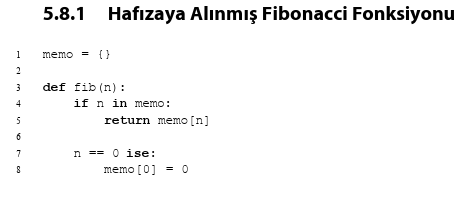 5.8.1 Hafızaya Alınmış Fibonacci Fonksiyonu
1 memo = {}
2
3 def fib(n):
4 if n in memo:
5 return memo[n]
6
7 n == 0 ise:
8 memo[0] = 0